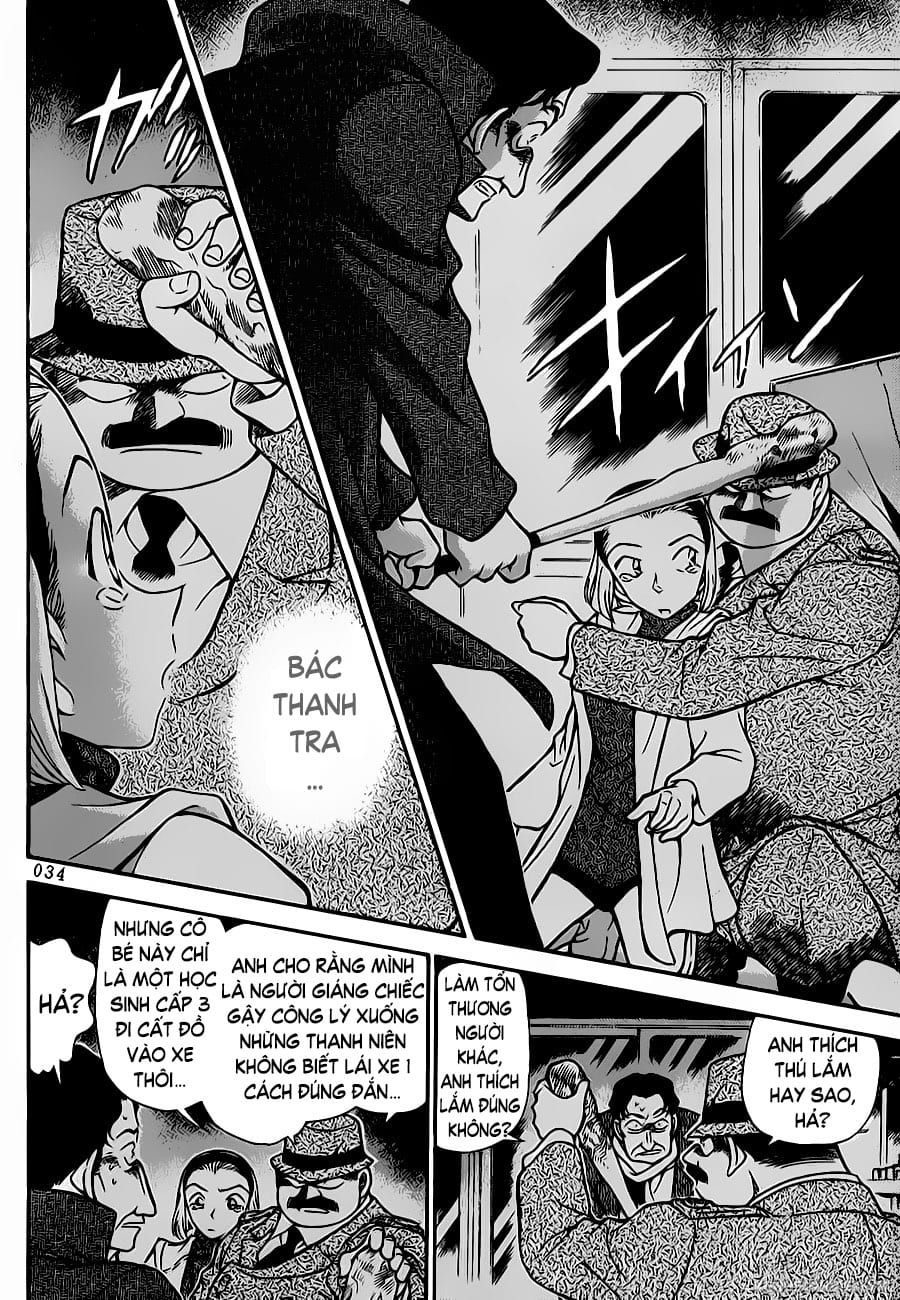 ガ
ギィィン
BÁC
THANH
TRA
...
034
ANH THÍCH
THÚ LẮM
HAY SAO,
HẢ?
LÀM TỔN
THƯƠNG
NGƯỜI
KHÁC,
ANH THÍCH
LẮM ĐÚNG
KHÔNG?
ANH CHO RẰNG MÌNH
LÀ NGƯỜI GIÁNG CHIẾC
GẬY CÔNG LÝ XUỐNG
NHỮNG THANH NIÊN
KHÔNG BIẾT LÁI XE 1
CÁCH ĐÚNG ĐẮN...
NHƯNG CÔ
BÉ NÀY CHỈ
LÀ MỘT HỌC
SINH CẤP 3
ĐI CẤT ĐỒ
VÀO XE
THÔI...
HẢ?